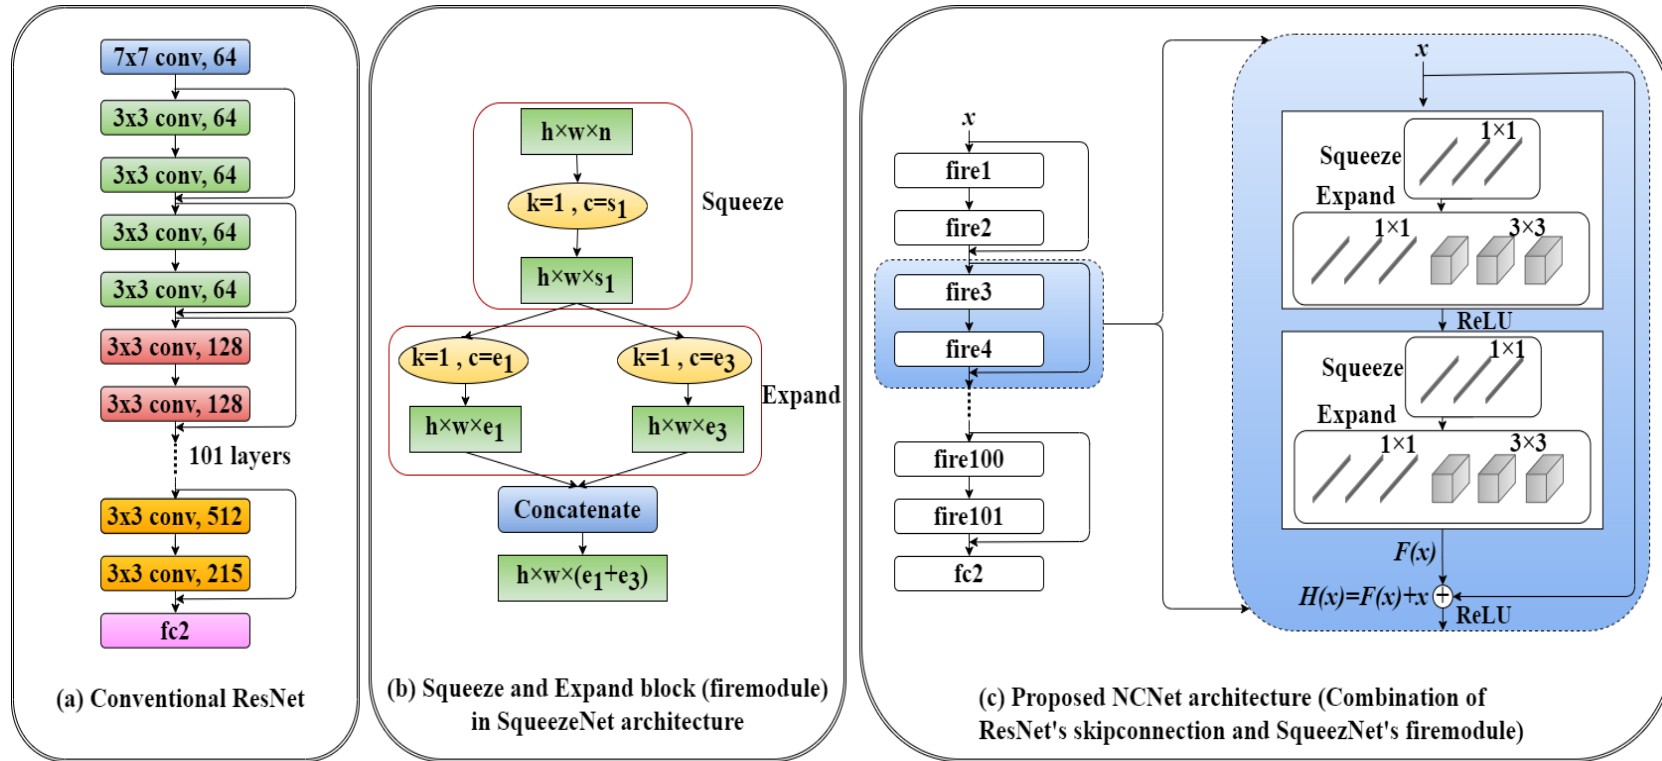 7x7 conv, 64
3x3 conv, 64
3x3 conv, 64
3x3 conv, 64
3x3 conv, 64
3x3 conv, 128
3x3 conv, 128
101 layers
3x3 conv, 512
3x3 conv, 215
fc2
(a) Conventional ResNet
h×w×n
k=1 , c=s1
Squeeze
h×w×s1
k=1 , c=e1
k=1 , c=e3
Expand
h×w×e1
h×w×e3
Concatenate
h×w×(e1+e3)
(b) Squeeze and Expand block (firemodule)
in SqueezeNet architecture
x
fire1
fire2
fire3
fire4
fire100
fire101
fc2
x
1×1
Squeeze
Expand
1×1
3×3
ReLU
1×1
Squeeze
Expand
1×1
3×3
F(x)
H(x)=F(x)+x
+
ReLU
(c) Proposed NCNet architecture (Combination of
ResNet's skipconnection and SqueezNet's firemodule)